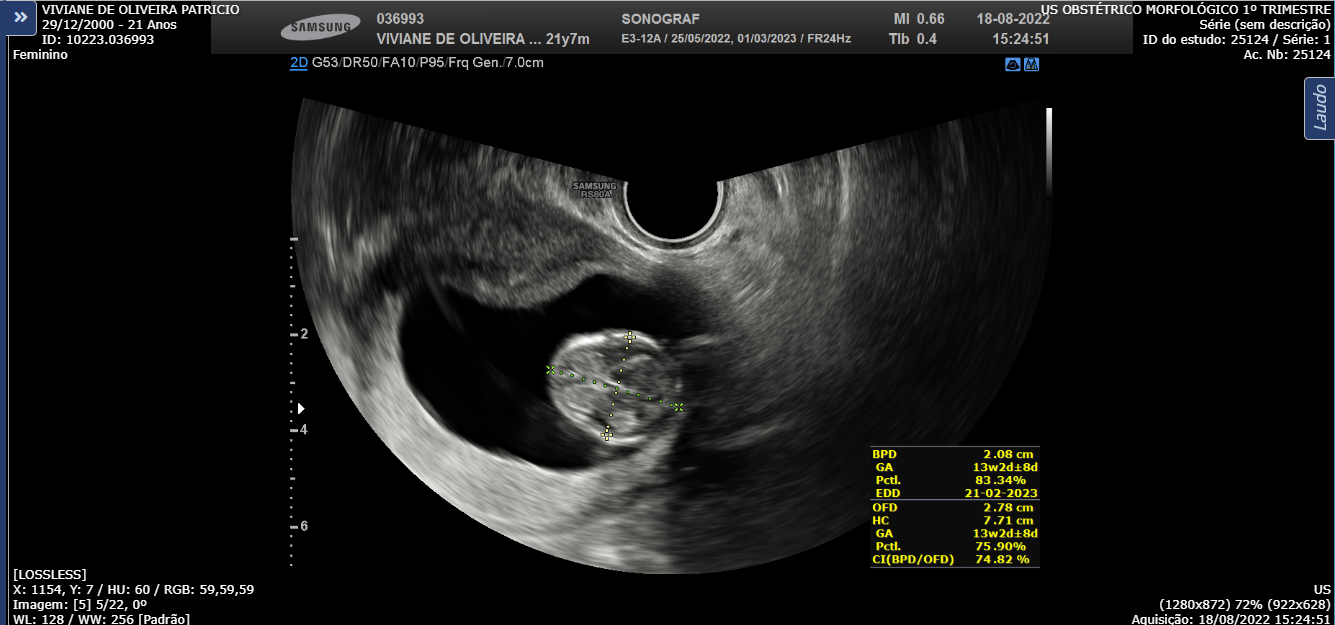 »
VIVIANE DE OLIVEIRA PATRICIO
29/12/2000 - 21 Anos
ID: 10223.036993
Feminino
SAMSUNG
036993
VIVIANE DE OLIVEIRA ... 21y7m
SONOGRAF
E3-12A / 25/05/2022, 01/03/2023 / FR24Hz
MI 0.66
TIb 0.4
18-08-2022
15:24:51
US OBSTÉTRICO MORFOLÓGICO 1º TRIMESTRE
Série (sem descrição)
ID do estudo: 25124 / Série: 1
Ac. Nb: 25124
Laudo
2D G53/DR50/FA10/P95/Frq Gen./7.0cm
SAMSUNG
RS80A
2
4
6
BPD 2.08 cm
GA 13w2d±8d
Pctl. 83.34%
EDD 21-02-2023
OFD 2.78 cm
HC 7.71 cm
GA 13w2d±8d
Pctl. 75.90%
CI(BPD/OFD) 74.82 %
[LOSSLESS]
X: 1154, Y: 7 / HU: 60 / RGB: 59,59,59
Imagem: [5] 5/22, 0º
WL: 128 / WW: 256 [Padrão]
US
(1280x872) 72% (922x628)
Aquisição: 18/08/2022 15:24:51